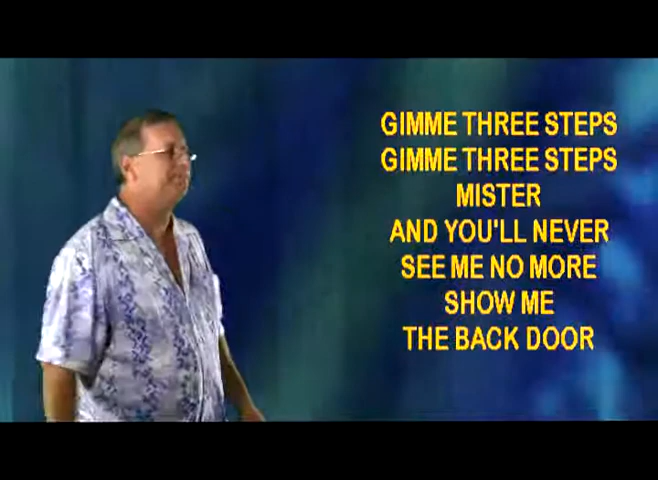 GIMME THREE STEPS
GIMME THREE STEPS
MISTER
AND YOU'LL NEVER
SEE ME NO MORE
SHOW ME
THE BACK DOOR